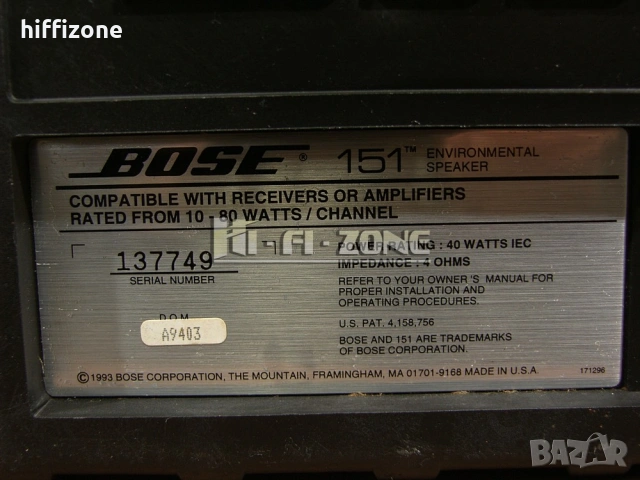 hiffizone
BOSE® 151™ ENVIRONMENTAL SPEAKER
COMPATIBLE WITH RECEIVERS OR AMPLIFIERS
RATED FROM 10 - 80 WATTS / CHANNEL
HI FI-ZONE
137749
SERIAL NUMBER
POWER RATING : 40 WATTS IEC
IMPEDANCE : 4 OHMS
REFER TO YOUR OWNER'S MANUAL FOR
PROPER INSTALLATION AND
OPERATING PROCEDURES.
D.O.M.
A9403
U.S. PAT. 4,158,756
BOSE AND 151 ARE TRADEMARKS
OF BOSE CORPORATION.
©1993 BOSE CORPORATION, THE MOUNTAIN, FRAMINGHAM, MA 01701-9168 MADE IN U.S.A.
171296
BAZAR